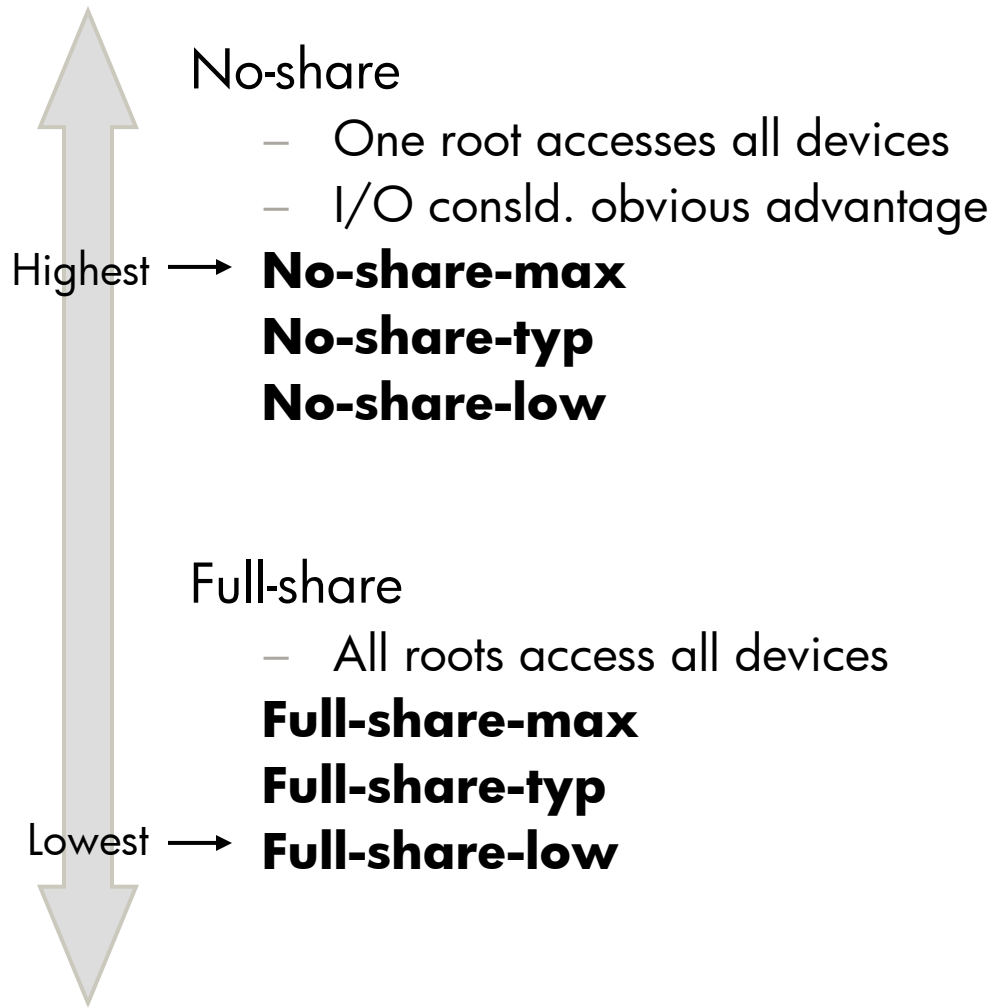 No-share
– One root accesses all devices
– I/O consld. obvious advantage
Highest → No-share-max
No-share-typ
No-share-low
Full-share
– All roots access all devices
Full-share-max
Full-share-typ
Lowest → Full-share-low